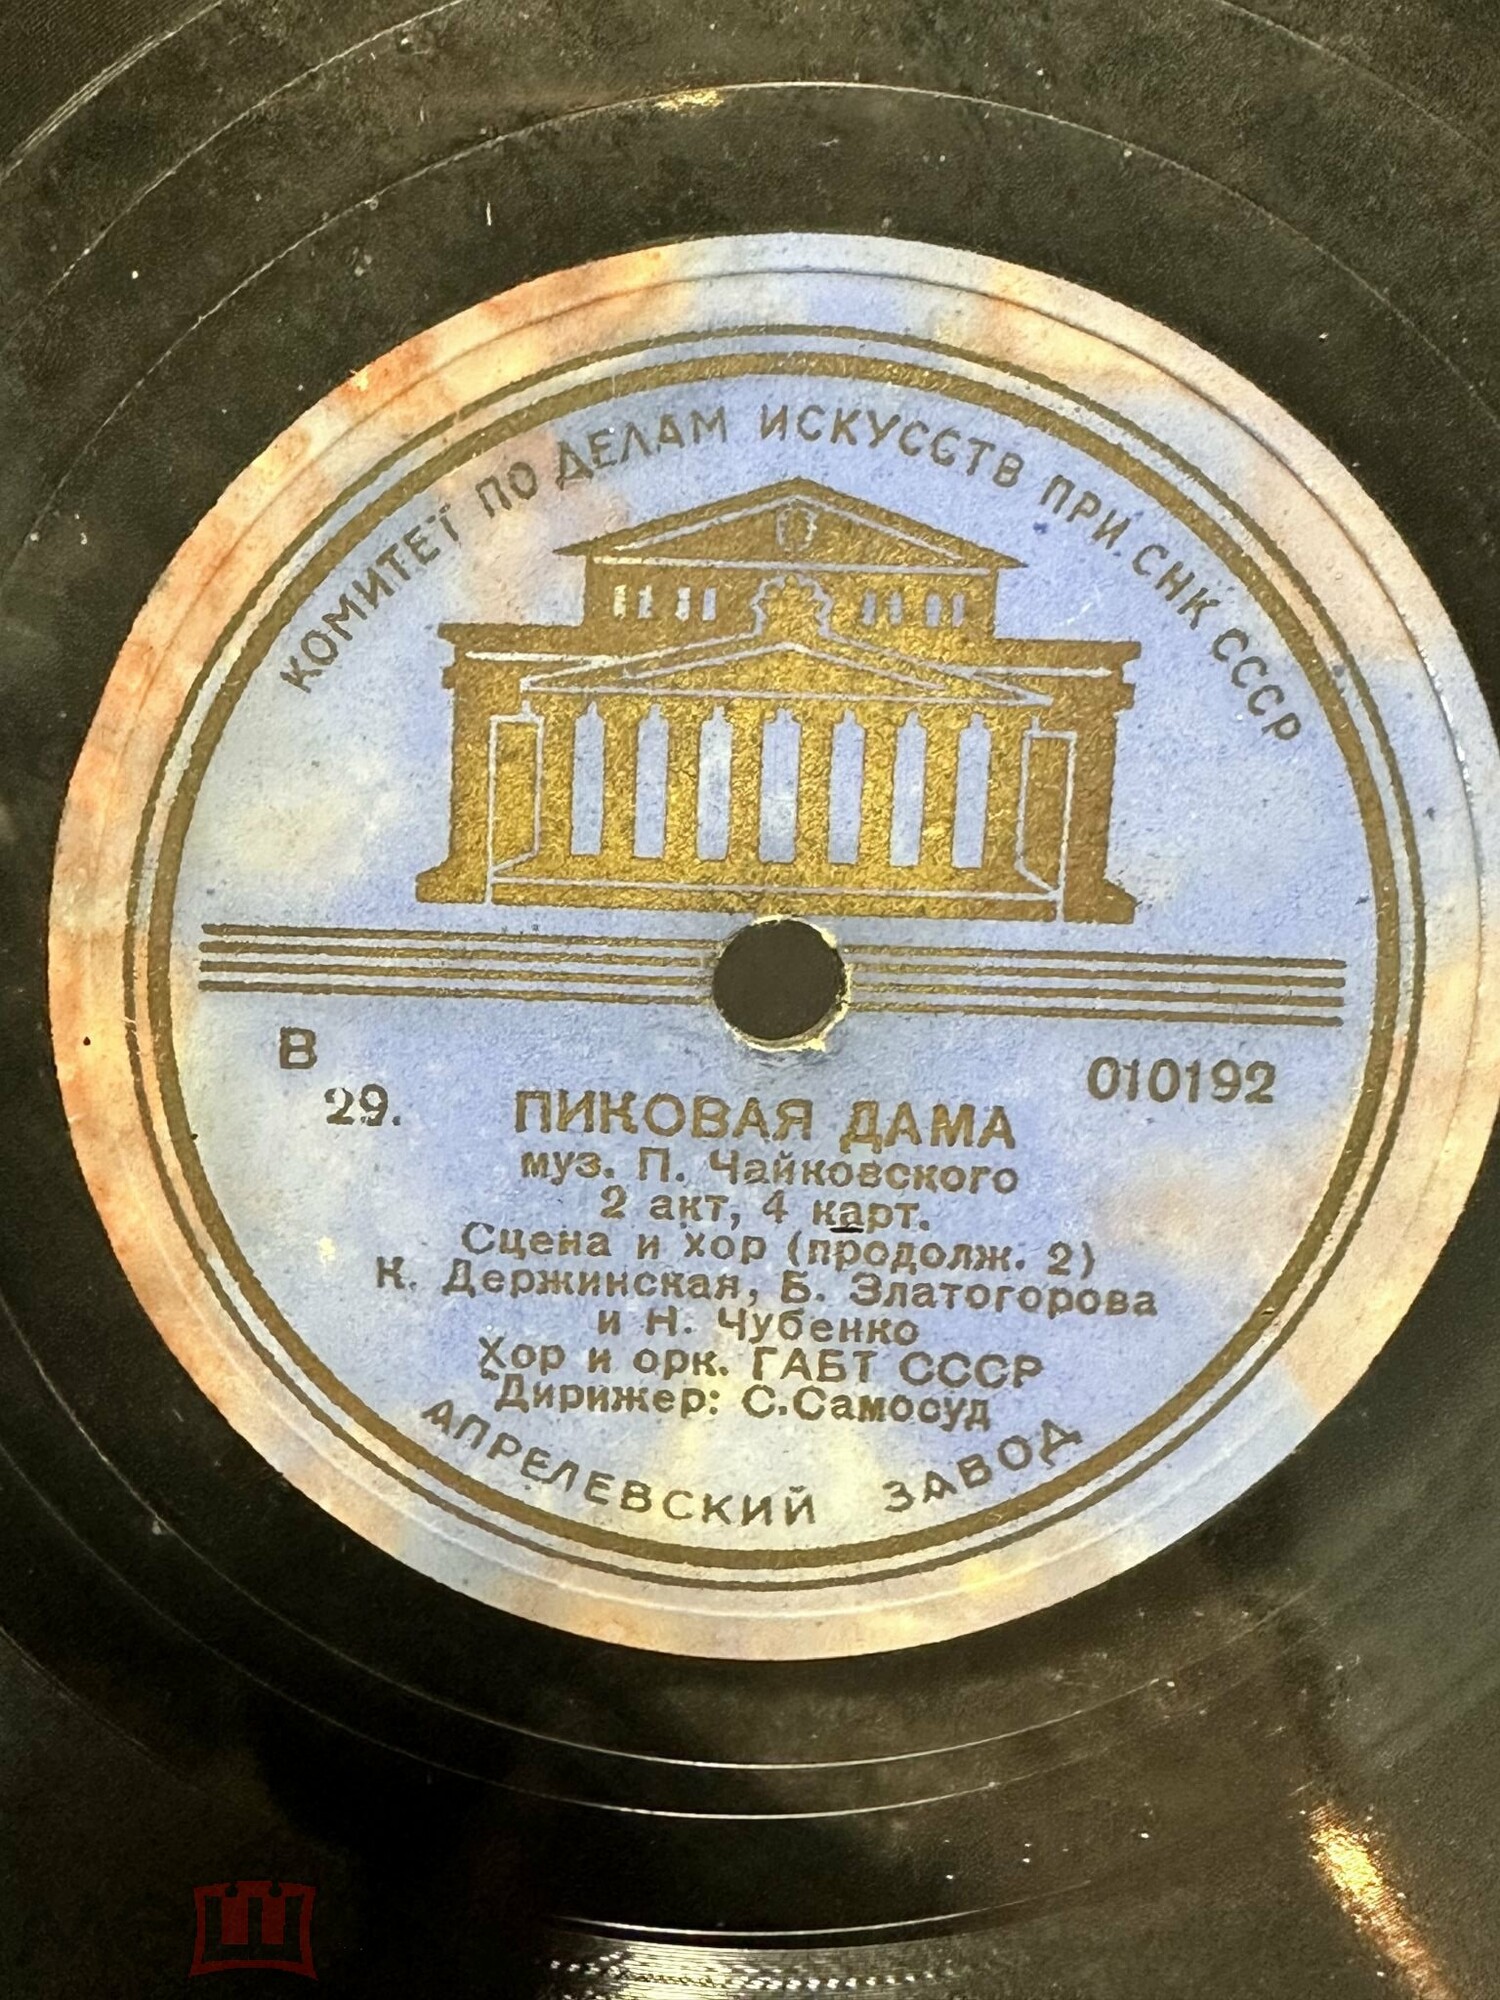 КОМИТЕТ ПО ДЕЛАМ ИСКУССТВ ПРИ СНК СССР
В
010192
29.
ПИКОВАЯ ДАМА
муз. П. Чайковского
2 акт, 4 карт.
Сцена и хор (продолж. 2)
К. Держинская, Б. Златогорова
и Н. Чубенко
Хор и орк. ГАБТ СССР
Дирижер: С.Самосуд
АПРЕЛЕВСКИЙ ЗАВОД